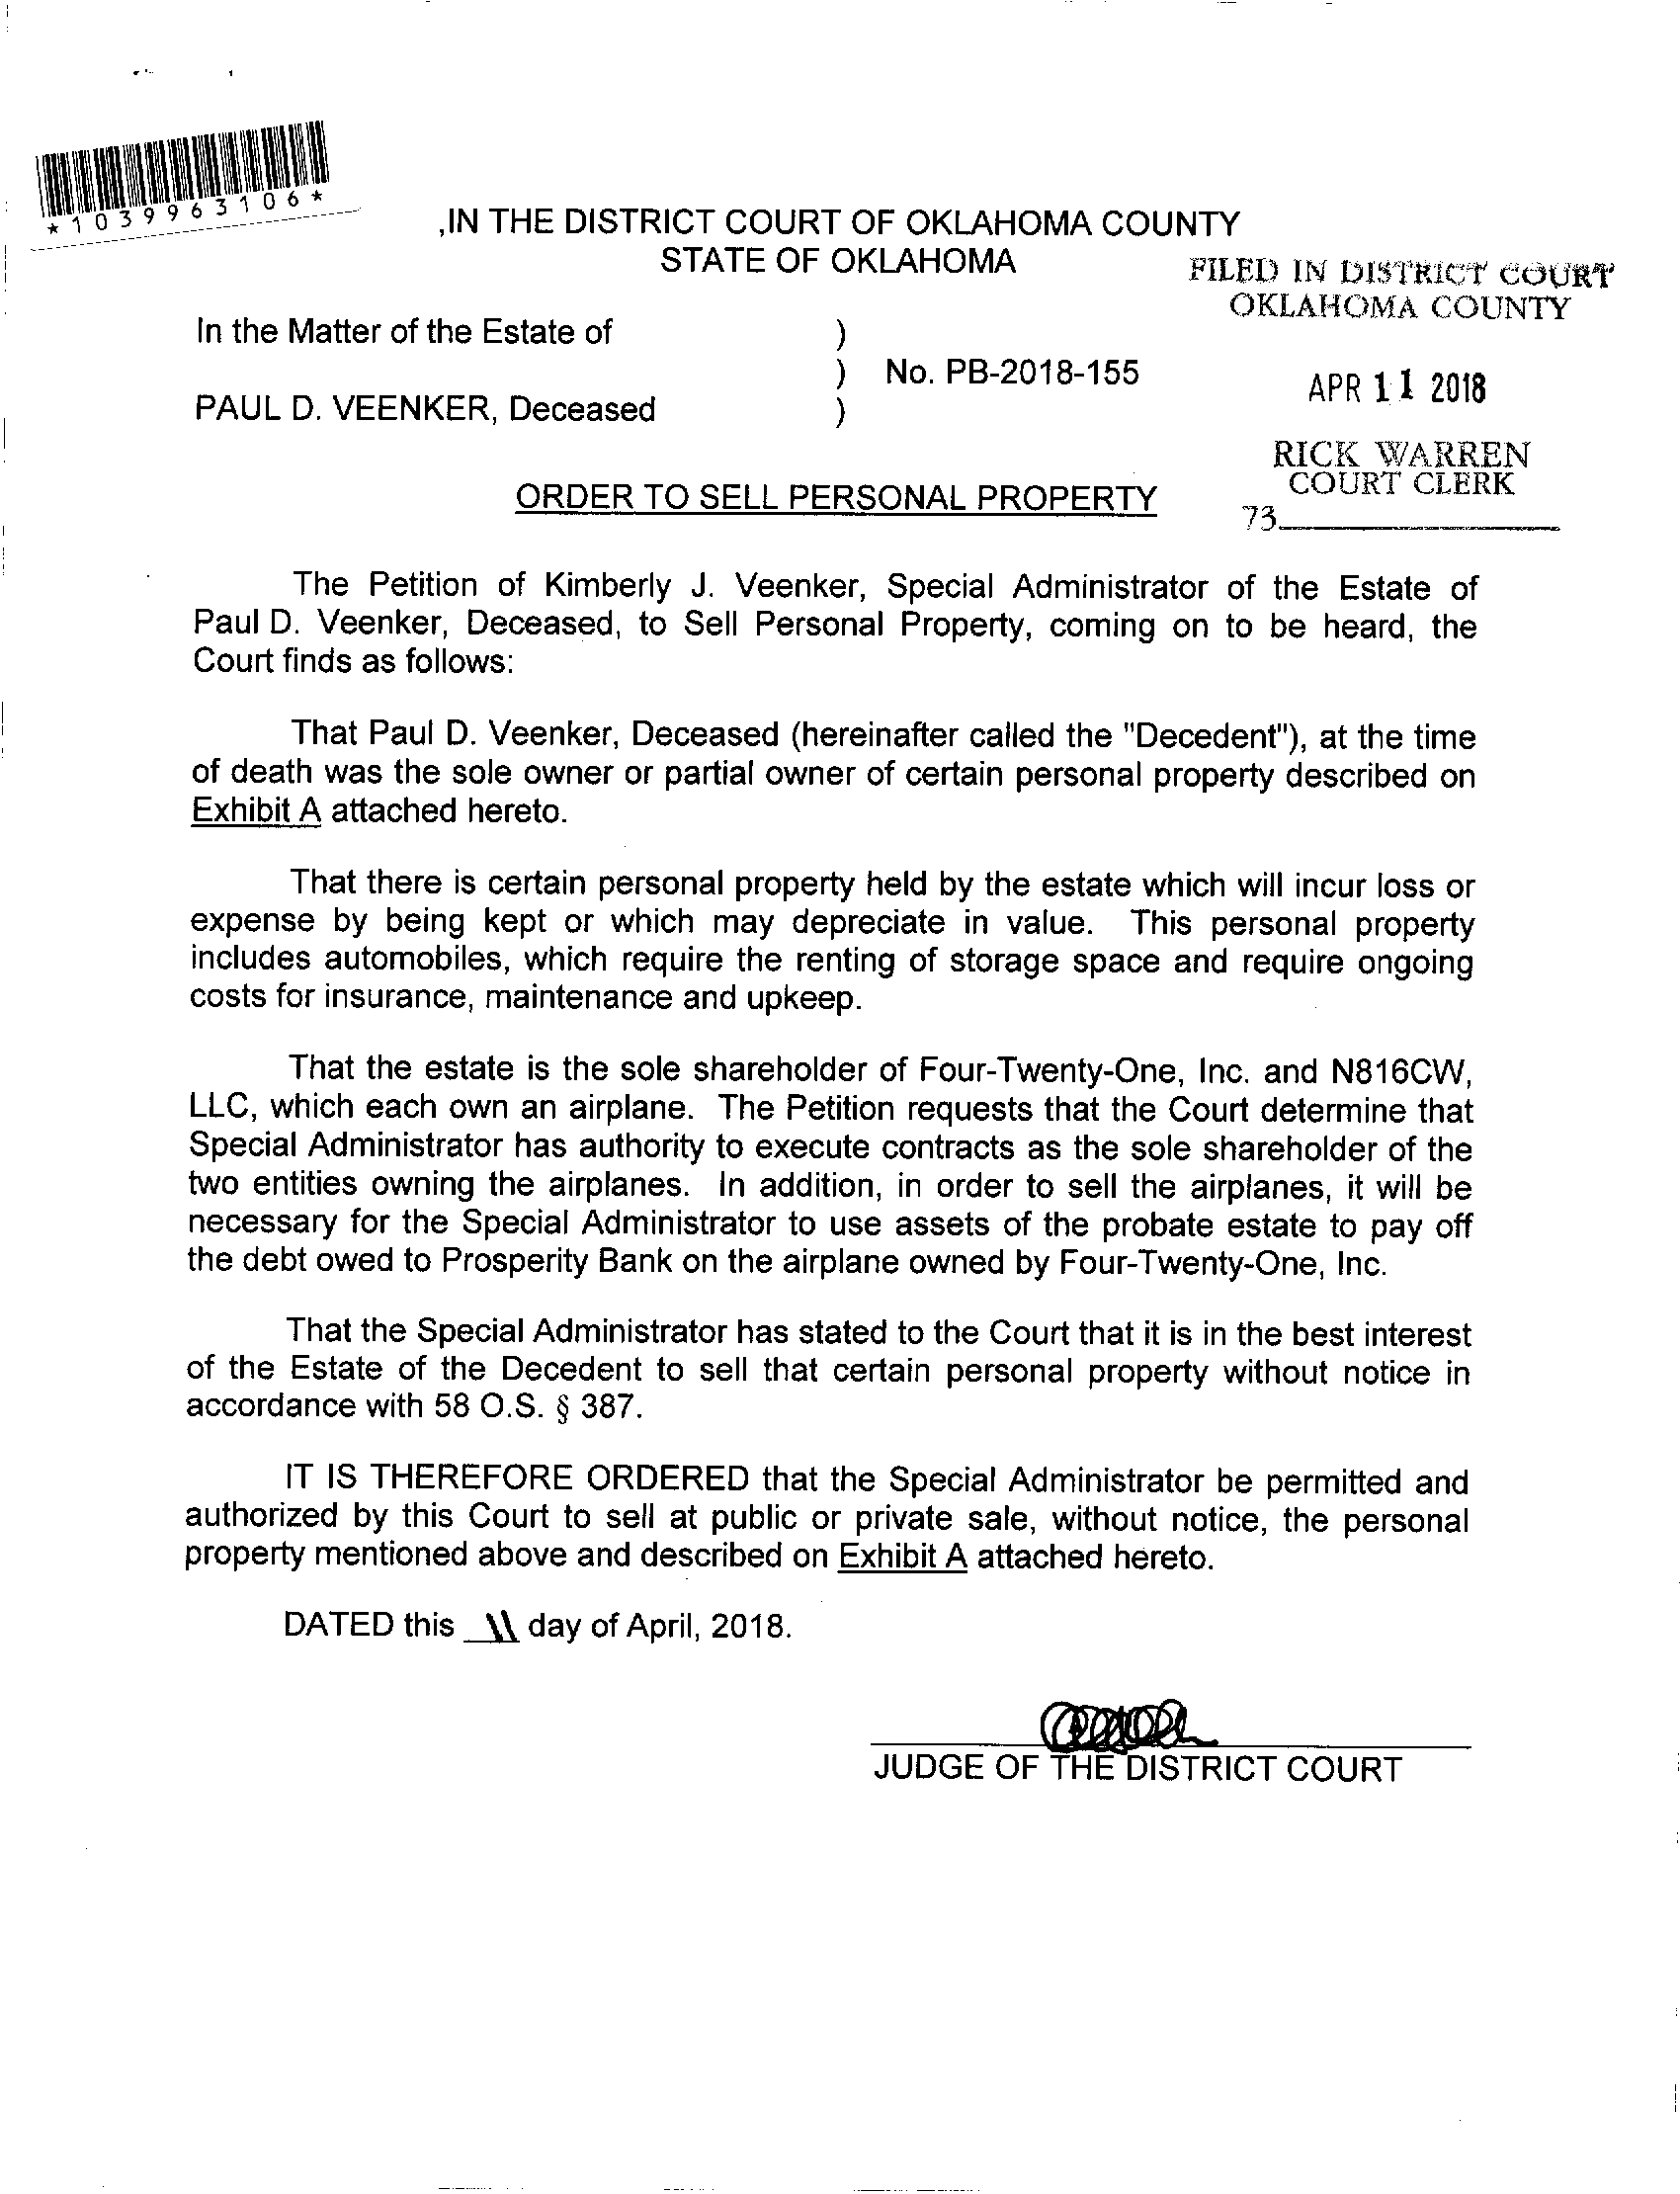 *1039963106*
,IN THE DISTRICT COURT OF OKLAHOMA COUNTY
STATE OF OKLAHOMA
FILED IN DISTRICT COURT
OKLAHOMA COUNTY
In the Matter of the Estate of )
) No. PB-2018-155
APR 11 2018
PAUL D. VEENKER, Deceased )
RICK WARREN
COURT CLERK
ORDER TO SELL PERSONAL PROPERTY
73
The Petition of Kimberly J. Veenker, Special Administrator of the Estate of
Paul D. Veenker, Deceased, to Sell Personal Property, coming on to be heard, the
Court finds as follows:
That Paul D. Veenker, Deceased (hereinafter called the "Decedent"), at the time
of death was the sole owner or partial owner of certain personal property described on
Exhibit A attached hereto.
That there is certain personal property held by the estate which will incur loss or
expense by being kept or which may depreciate in value. This personal property
includes automobiles, which require the renting of storage space and require ongoing
costs for insurance, maintenance and upkeep.
That the estate is the sole shareholder of Four-Twenty-One, Inc. and N816CW,
LLC, which each own an airplane. The Petition requests that the Court determine that
Special Administrator has authority to execute contracts as the sole shareholder of the
two entities owning the airplanes. In addition, in order to sell the airplanes, it will be
necessary for the Special Administrator to use assets of the probate estate to pay off
the debt owed to Prosperity Bank on the airplane owned by Four-Twenty-One, Inc.
That the Special Administrator has stated to the Court that it is in the best interest
of the Estate of the Decedent to sell that certain personal property without notice in
accordance with 58 O.S. § 387.
IT IS THEREFORE ORDERED that the Special Administrator be permitted and
authorized by this Court to sell at public or private sale, without notice, the personal
property mentioned above and described on Exhibit A attached hereto.
DATED this 11 day of April, 2018.
JUDGE OF THE DISTRICT COURT